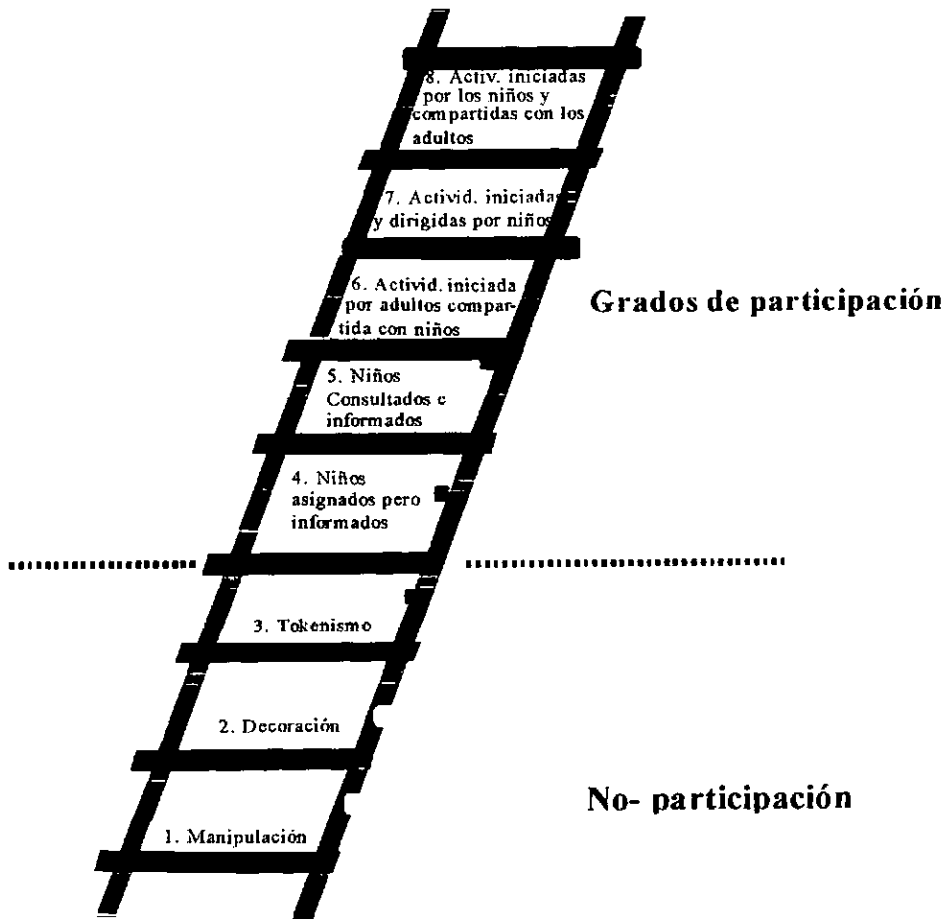 8. Activ. iniciadas
por los niños y
compartidas con los
adultos
7. Activid. iniciadas
y dirigidas por niños
6. Activid. iniciada
por adultos compar-
tida con niños
Grados de participación
5. Niños
Consultados e
informados
4. Niños
asignados pero
informados
3. Tokenismo
2. Decoración
No- participación
1. Manipulación